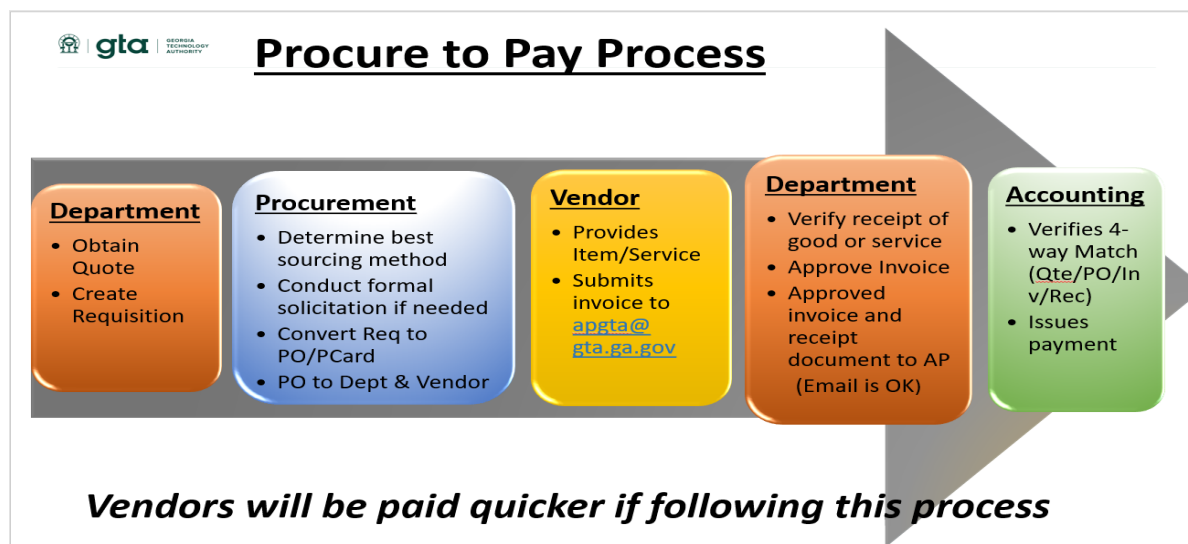 gta
GEORGIA
TECHNOLOGY
AUTHORITY
Procure to Pay Process
Department
• Obtain
Quote
• Create
Requisition
Procurement
• Determine best
sourcing method
• Conduct formal
solicitation if needed
• Convert Req to
PO/PCard
• PO to Dept & Vendor
Vendor
• Provides
Item/Service
• Submits
invoice to
apgta@
gta.ga.gov
Department
• Verify receipt of
good or service
• Approve Invoice
• Approved
invoice and
receipt
document to AP
(Email is OK)
Accounting
• Verifies 4-
way Match
(Qte/PO/In
v/Rec)
• Issues
payment
Vendors will be paid quicker if following this process